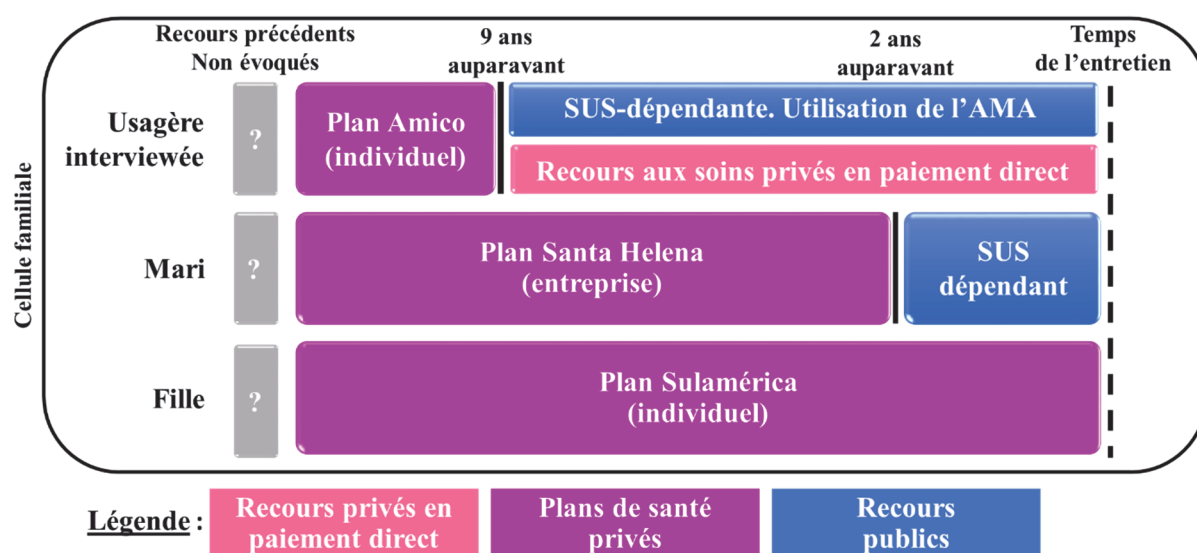 Recours précédents
Non évoqués
9 ans
auparavant
2 ans
auparavant
Temps
de l'entretien
Cellule familiale
Usagère
interviewée
?
Plan Amico
(individuel)
SUS-dépendante. Utilisation de l'AMA
Recours aux soins privés en paiement direct
Mari
?
Plan Santa Helena
(entreprise)
SUS
dépendant
Fille
?
Plan Sulamérica
(individuel)
Légende :
Recours privés en
paiement direct
Plans de santé
privés
Recours
publics